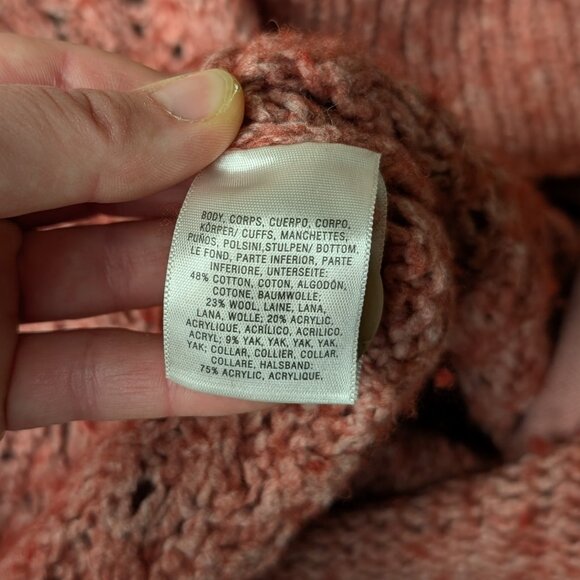 BODY, CORPS, CUERPO, CORPO,
KÖRPER/ CUFFS, MANCHETTES,
PUÑOS, POLSINI,STULPEN/ BOTTOM,
LE FOND, PARTE INFERIOR, PARTE
INFERIORE, UNTERSEITE:
48% COTTON, COTON, ALGODÓN,
COTONE, BAUMWOLLE;
23% WOOL, LAINE, LANA,
LANA, WOLLE; 20% ACRYLIC,
ACRYLIQUE, ACRÍLICO, ACRILICO,
ACRYL; 9% YAK, YAK, YAK, YAK,
YAK; COLLAR, COLLIER, COLLAR,
COLLARE, HALSBAND:
75% ACRYLIC, ACRYLIQUE,